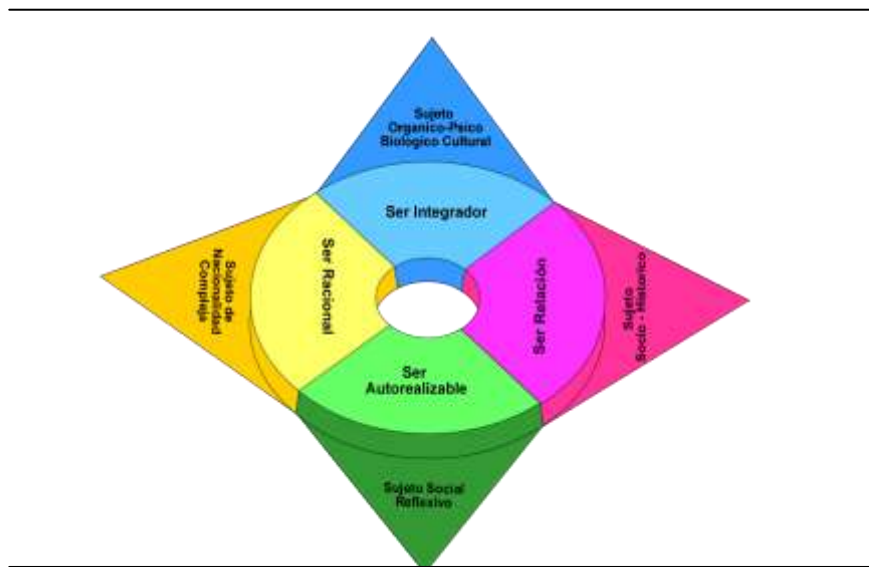 Sujeto
Organico-Psico
Biológico Cultural
Ser Integrador
Sujeto de
Nacionalidad
Compleja
Ser Racional
Ser Relación
Sujeto
Socio - Historico
Ser
Autorealizable
Sujeto Social
Reflexivo